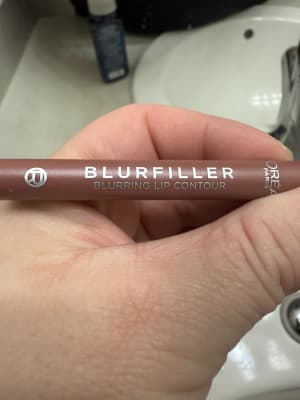 BLURFILLER
BLURRING LIP CONTOUR
L'ORÉAL
PARIS